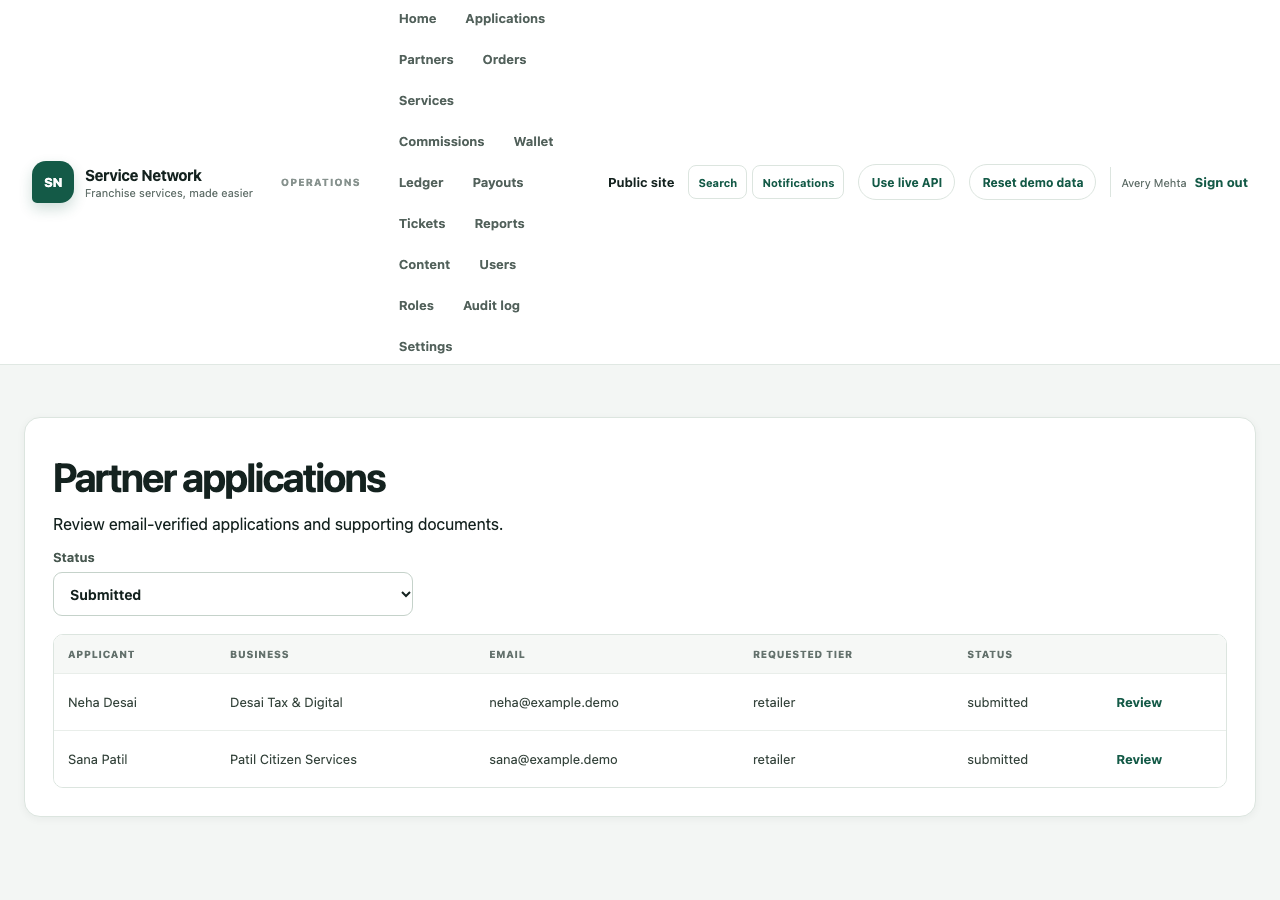 Home Applications
Partners Orders
Services
Commissions Wallet
SN Service Network
Franchise services, made easier
OPERATIONS
Ledger Payouts
Public site Search Notifications Use live API Reset demo data Avery Mehta Sign out
Tickets Reports
Content Users
Roles Audit log
Settings
Partner applications
Review email-verified applications and supporting documents.
Status
Submitted
APPLICANT BUSINESS EMAIL REQUESTED TIER STATUS
Neha Desai Desai Tax & Digital neha@example.demo retailer submitted Review
Sana Patil Patil Citizen Services sana@example.demo retailer submitted Review